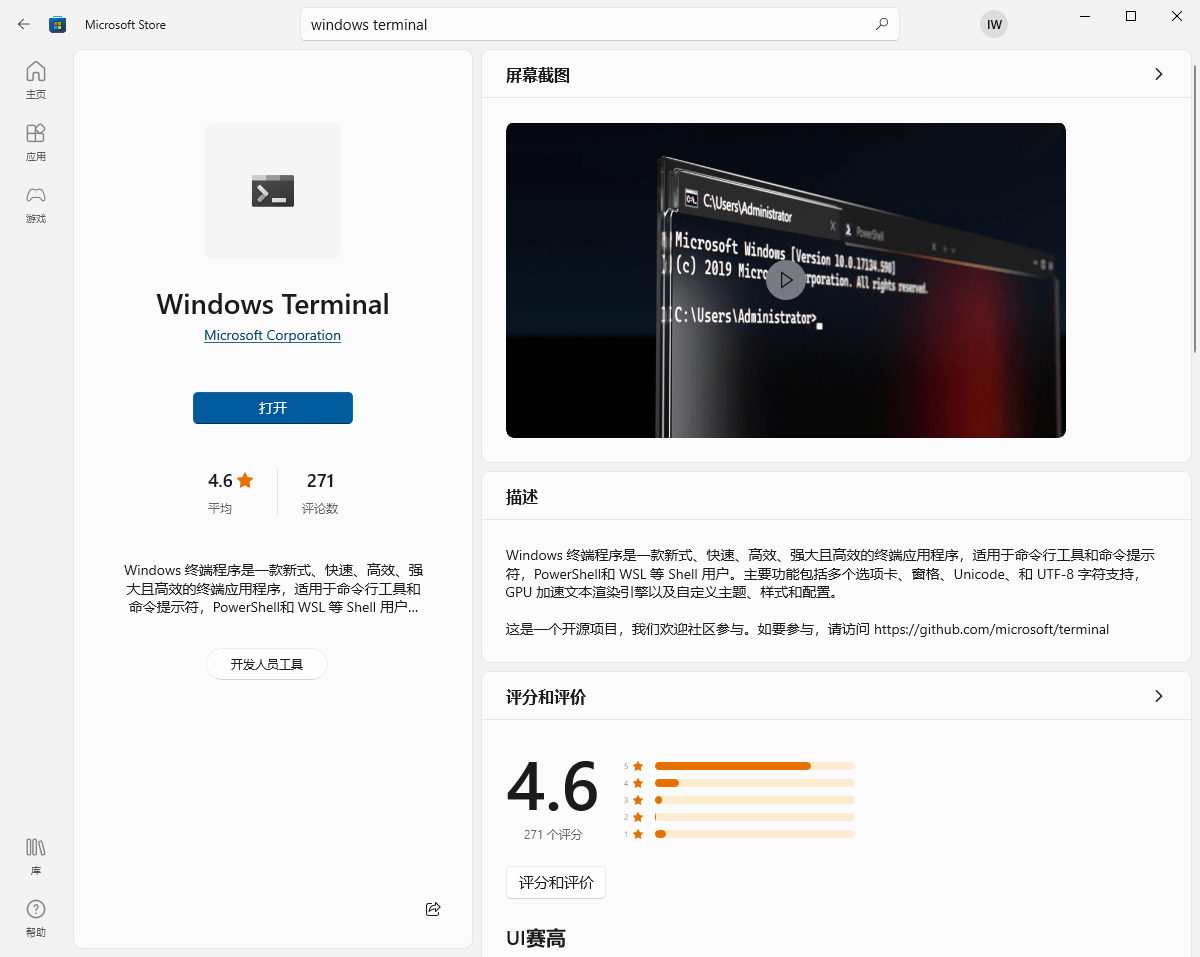 Microsoft Store
windows terminal
IW
主页
应用
游戏
库
帮助
Windows Terminal
Microsoft Corporation
打开
4.6
271
平均
评论数
Windows 终端程序是一款新式、快速、高效、强
大且高效的终端应用程序，适用于命令行工具和
命令提示符，PowerShell和 WSL 等 Shell 用户...
开发人员工具
屏幕截图
C:\Users\Administrator
X
PowerShell
Microsoft Windows [Version 10.0.17134.590]
(c) 2019 Micro
rporation. All rights reserved.
C:\Users\Administrator>
描述
Windows 终端程序是一款新式、快速、高效、强大且高效的终端应用程序，适用于命令行工具和命令提示
符，PowerShell和 WSL 等 Shell 用户。主要功能包括多个选项卡、窗格、Unicode、和 UTF-8 字符支持，
GPU 加速文本渲染引擎以及自定义主题、样式和配置。
这是一个开源项目，我们欢迎社区参与。如要参与，请访问 https://github.com/microsoft/terminal
评分和评价
4.6
271 个评分
5
4
3
2
1
评分和评价
UI赛高